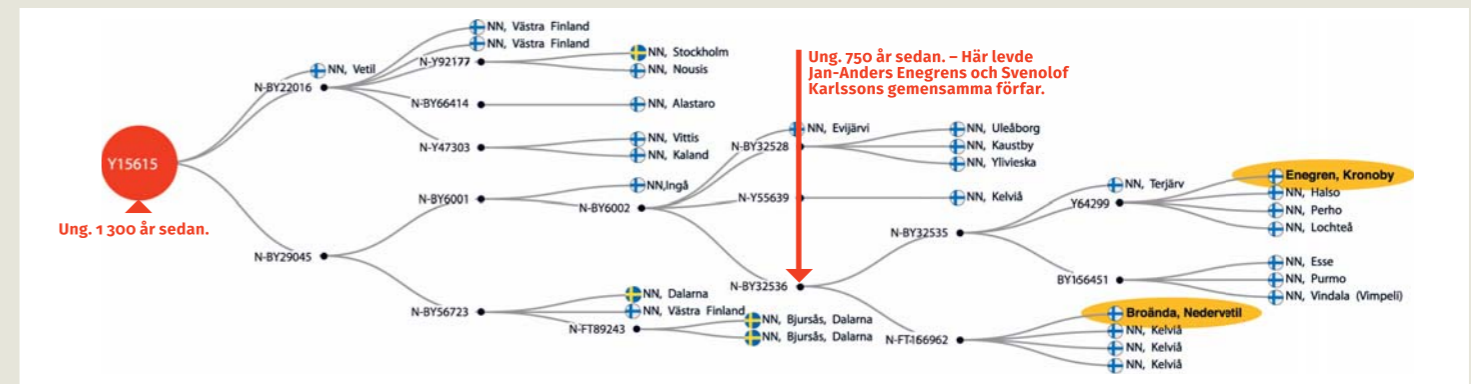 NN, Västra Finland
NN, Västra Finland
N-Y92177
NN, Stockholm
NN, Nousis
NN, Vetil
N-BY22016
N-BY66414
NN, Alastaro
N-Y47303
NN, Vittis
NN, Kaland
Y15615
Ung. 1 300 år sedan.
Ung. 750 år sedan. – Här levde
Jan-Anders Enegrens och Svenolof
Karlssons gemensamma förfar.
N-BY6001
NN,Ingå
N-BY6002
NN, Evijärvi
N-BY32528
NN, Uleåborg
NN, Kaustby
NN, Ylivieska
N-Y55639
NN, Kelviå
N-BY29045
N-BY32536
N-BY32535
NN, Terjärv
Y64299
Enegren, Kronoby
NN, Halso
NN, Perho
NN, Lochteå
BY166451
NN, Esse
NN, Purmo
NN, Vindala (Vimpeli)
N-BY56723
NN, Dalarna
NN, Västra Finland
N-FT89243
NN, Bjursås, Dalarna
NN, Bjursås, Dalarna
N-FT166962
Broända, Nedervetil
NN, Kelviå
NN, Kelviå
NN, Kelviå